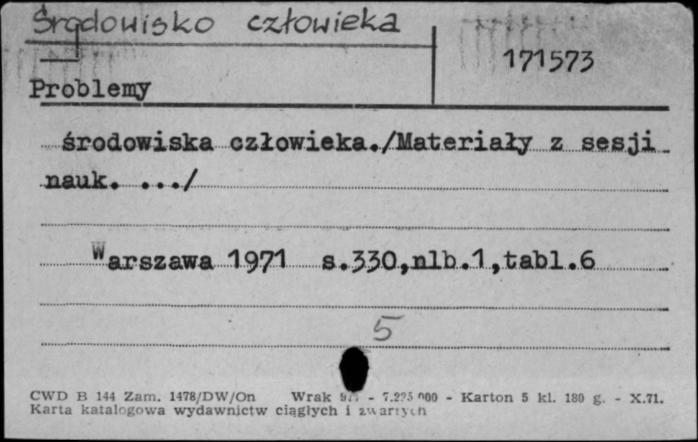 Środowisko człowieka
171573
Problemy
środowiska człowieka./Materiały z sesji
nauk. .../
Warszawa 1971 s.330,nlb.1,tabl.6
5
CWD B 144 Zam. 1478/DW/On Wrak - Karton 5 kl. 180 g. - X.71.
Karta katalogowa wydawnictw ciągłych i zwartych